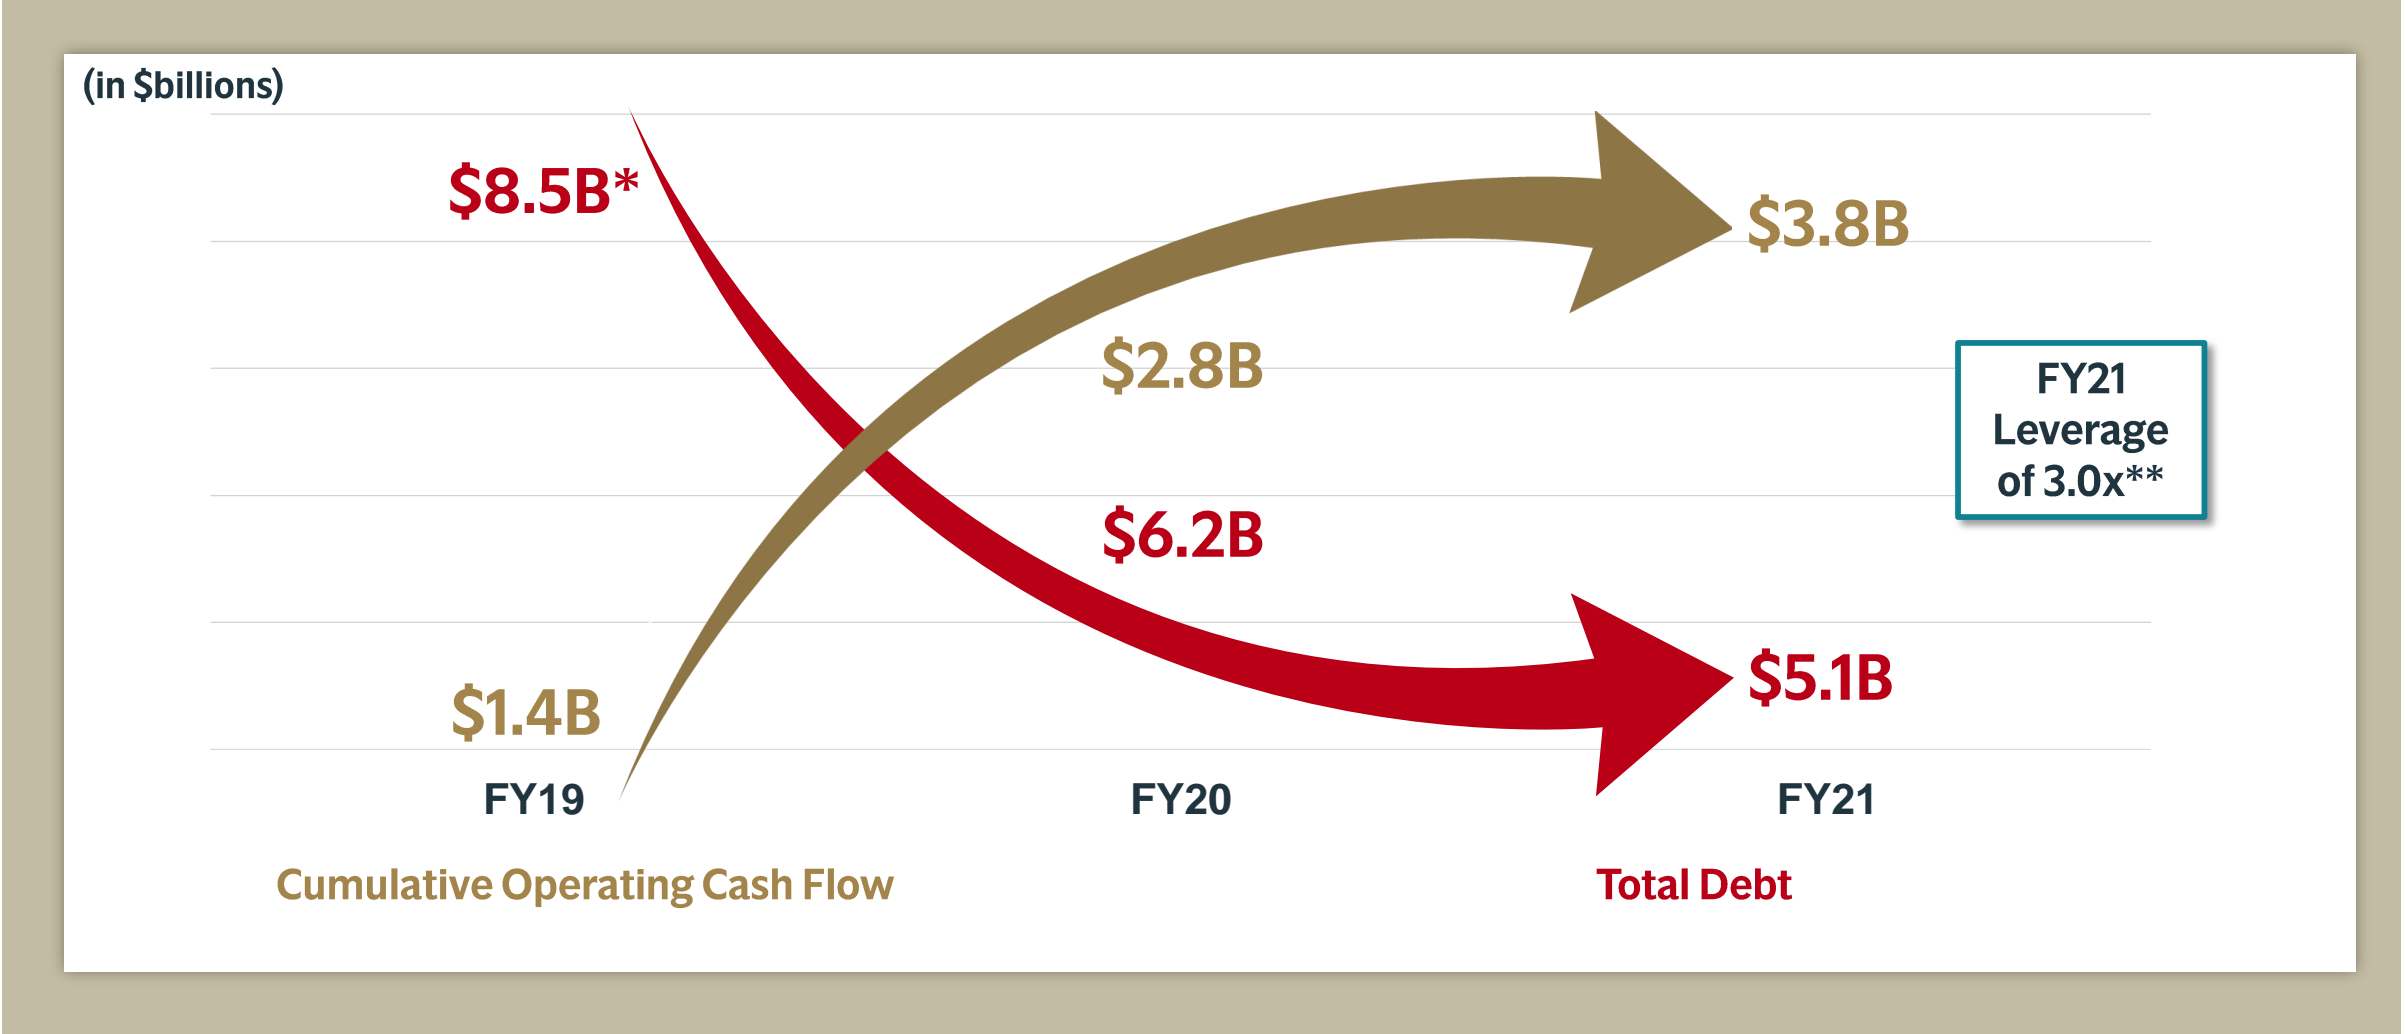 (in $billions)
$8.5B*
$3.8B
$2.8B
FY21
Leverage
of 3.0x**
$6.2B
$5.1B
$1.4B
FY19
FY20
FY21
Cumulative Operating Cash Flow
Total Debt